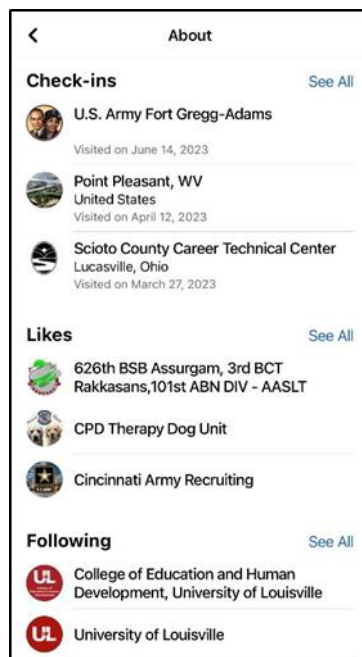 About
Check-ins
See All
U.S. Army Fort Gregg-Adams
Visited on June 14, 2023
Point Pleasant, WV
United States
Visited on April 12, 2023
Scioto County Career Technical Center
Lucasville, Ohio
Visited on March 27, 2023
Likes
See All
626th BSB Assurgam, 3rd BCT
Rakkasans,101st ABN DIV - AASLT
CPD Therapy Dog Unit
Cincinnati Army Recruiting
Following
See All
UL
College of Education and Human
Development, University of Louisville
UL
University of Louisville